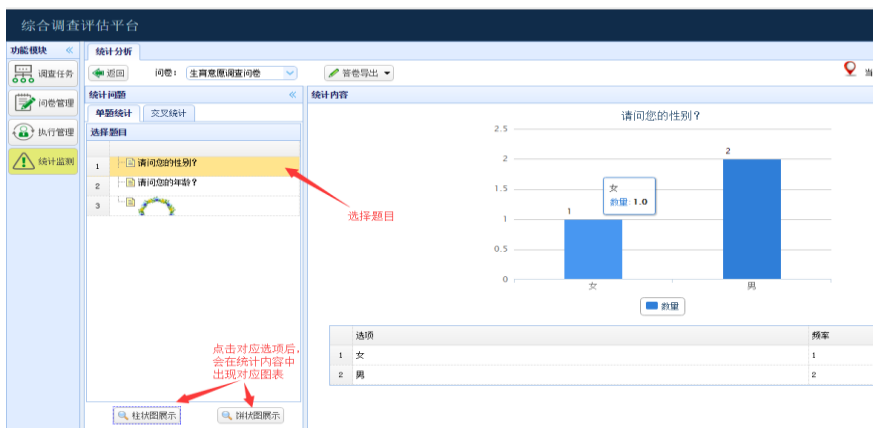 综合调查评估平台
功能模块 «
统计分析
调查任务
问卷管理
执行管理
统计监测
返回 问卷： 生育意愿调查问卷 答卷导出 当
统计问题 «
单题统计 交叉统计
选择题目
1 请问您的性别？
2 请问您的年龄？
3
选择题目
点击对应选项后,
会在统计内容中
出现对应图表
柱状图展示 饼状图展示
统计内容
请问您的性别？
2.5
2
1.5
1
0.5
0
1
2
女
数量: 1.0
女 男
数量
选项 频率
1 女 1
2 男 2